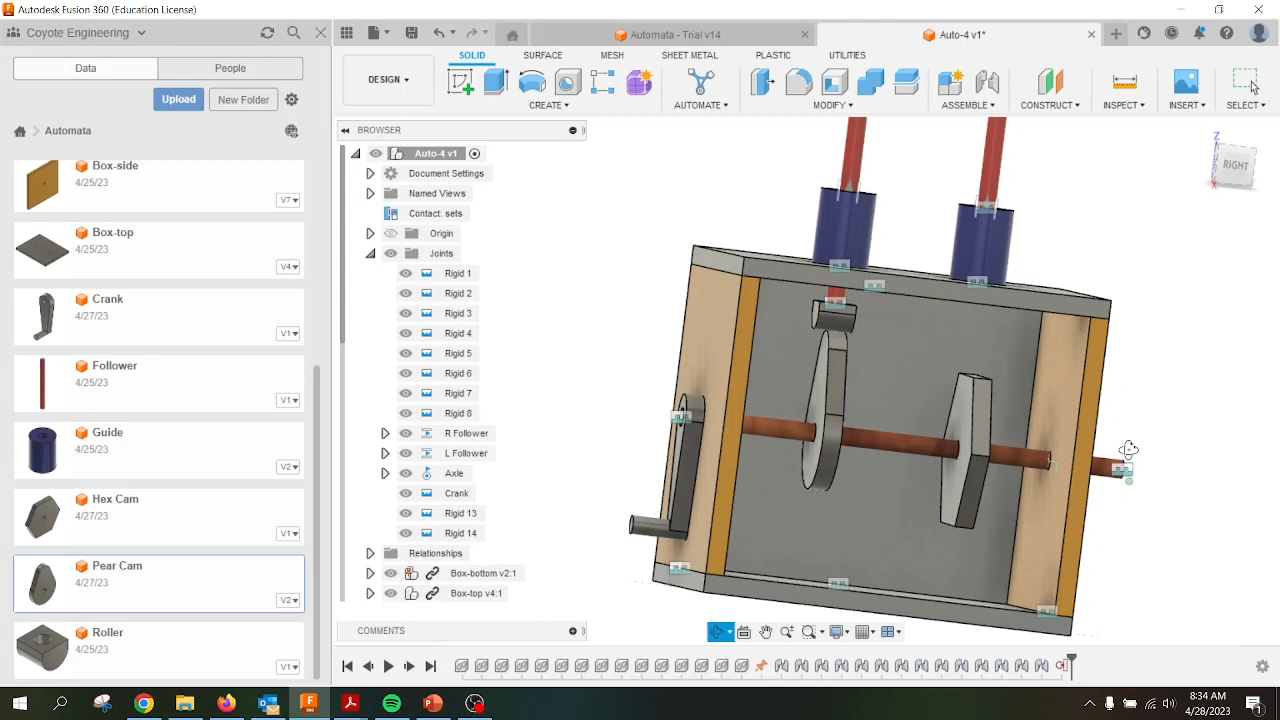 Autodesk Fusion 360 (Education License)
Coyote Engineering
Automata - Trial v14
Auto-4 v1*
Data
People
Upload
New Folder
Automata
Box-side
4/25/23
V7
Box-top
4/25/23
V4
Crank
4/27/23
V1
Follower
4/25/23
V1
Guide
4/25/23
V2
Hex Cam
4/27/23
V1
Pear Cam
4/27/23
V2
Roller
4/25/23
V1
DESIGN
SOLID
SURFACE
MESH
SHEET METAL
PLASTIC
UTILITIES
CREATE
AUTOMATE
MODIFY
ASSEMBLE
CONSTRUCT
INSPECT
INSERT
SELECT
BROWSER
Auto-4 v1
Document Settings
Named Views
Contact: sets
Origin
Joints
Rigid 1
Rigid 2
Rigid 3
Rigid 4
Rigid 5
Rigid 6
Rigid 7
Rigid 8
R Follower
L Follower
Axle
Crank
Rigid 13
Rigid 14
Relationships
Box-bottom v2:1
Box-top v4:1
COMMENTS
Z
RIGHT
X
8:34 AM
4/28/2023